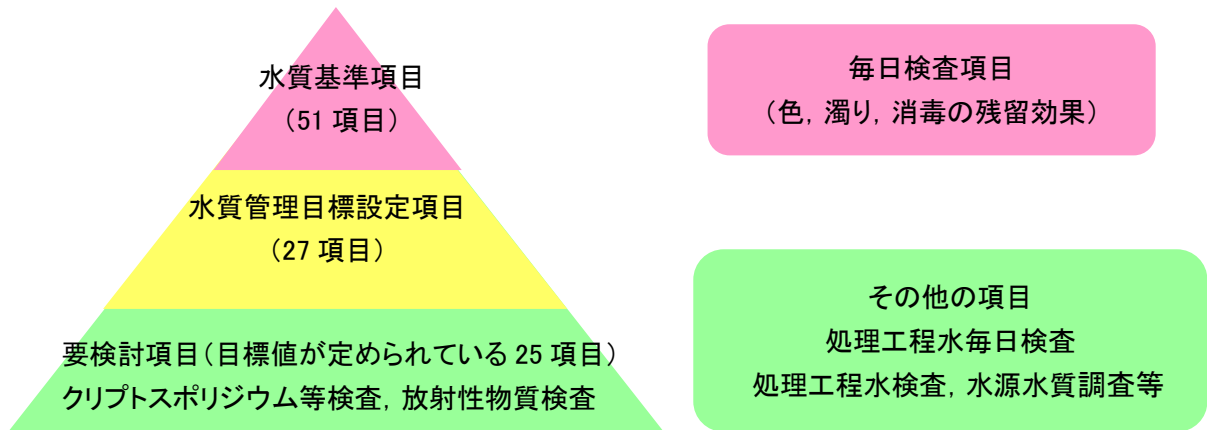 水質基準項目
（51 項目）
水質管理目標設定項目
（27 項目）
要検討項目（目標値が定められている 25 項目）
クリプトスポリジウム等検査，放射性物質検査
毎日検査項目
（色，濁り，消毒の残留効果）
その他の項目
処理工程水毎日検査
処理工程水検査，水源水質調査等